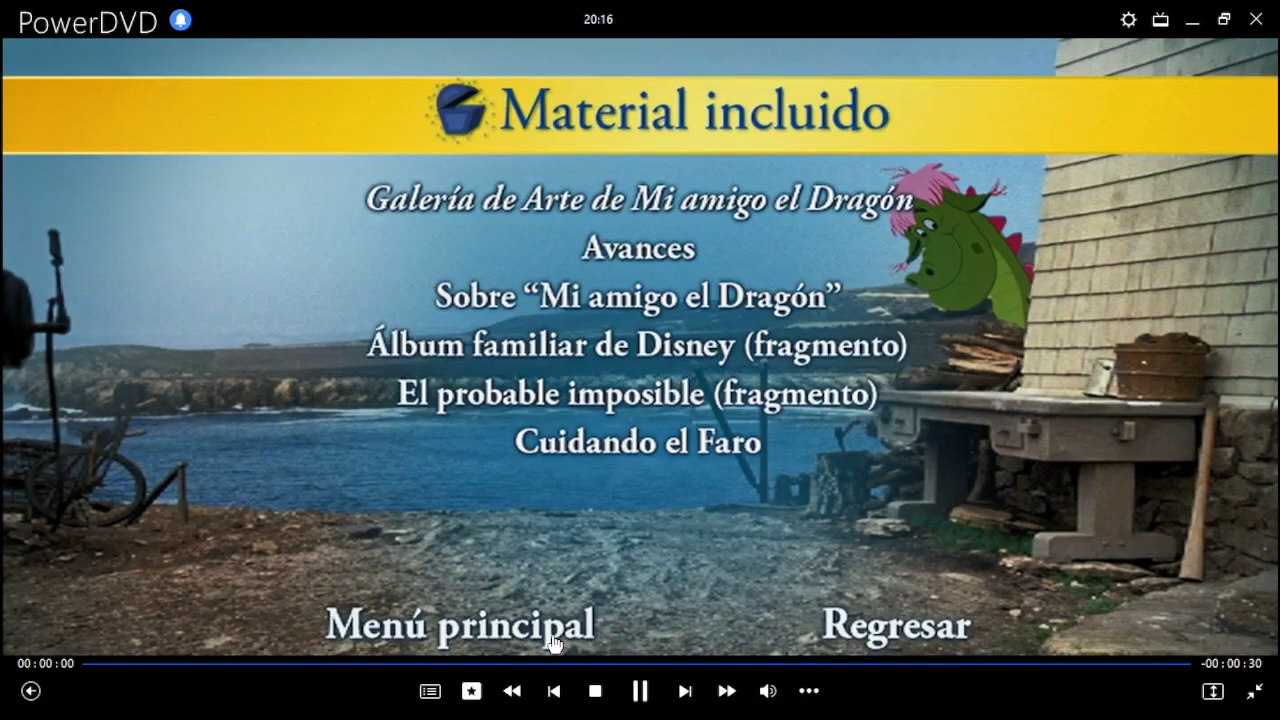 PowerDVD
20:16
Material incluido
Galería de Arte de Mi amigo el Dragón
Avances
Sobre “Mi amigo el Dragón”
Álbum familiar de Disney (fragmento)
El probable imposible (fragmento)
Cuidando el Faro
Menú principal
Regresar
00:00:00
-00:00:30